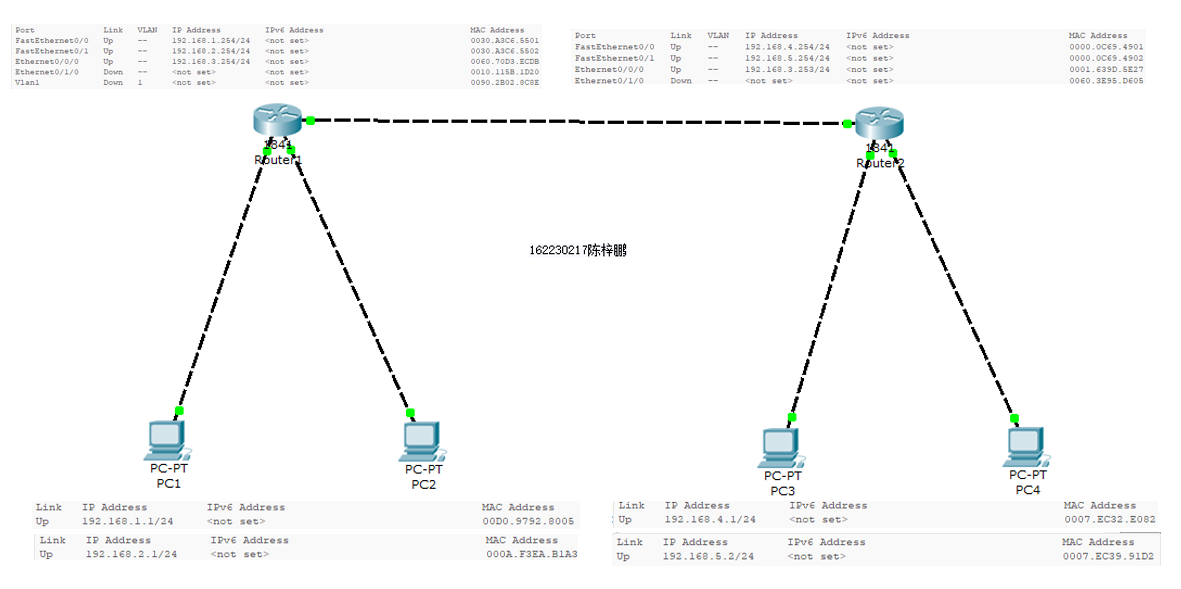 Port Link VLAN IP Address IPv6 Address MAC Address
FastEthernet0/0 Up -- 192.168.1.254/24 <not set> 0030.A3C6.5501
FastEthernet0/1 Up -- 192.168.2.254/24 <not set> 0030.A3C6.5502
Ethernet0/0/0 Up -- 192.168.3.254/24 <not set> 0060.70D3.ECDB
Ethernet0/1/0 Down -- <not set> <not set> 0010.115B.1D20
Vlan1 Down 1 <not set> <not set> 0090.2B02.8C8E
Port Link VLAN IP Address IPv6 Address MAC Address
FastEthernet0/0 Up -- 192.168.4.254/24 <not set> 0000.0C69.4901
FastEthernet0/1 Up -- 192.168.5.254/24 <not set> 0000.0C69.4902
Ethernet0/0/0 Up -- 192.168.3.253/24 <not set> 0001.639D.5E27
Ethernet0/1/0 Down -- <not set> <not set> 0060.3E95.D605
1841
Router1
1841
Router2
162230217陈梓鹏
PC-PT
PC1
PC-PT
PC2
PC-PT
PC3
PC-PT
PC4
Link IP Address IPv6 Address MAC Address
Up 192.168.1.1/24 <not set> 00D0.9792.8005
Link IP Address IPv6 Address MAC Address
Up 192.168.2.1/24 <not set> 000A.F3EA.B1A3
Link IP Address IPv6 Address MAC Address
Up 192.168.4.1/24 <not set> 0007.EC32.E082
Link IP Address IPv6 Address MAC Address
Up 192.168.5.2/24 <not set> 0007.EC39.91D2